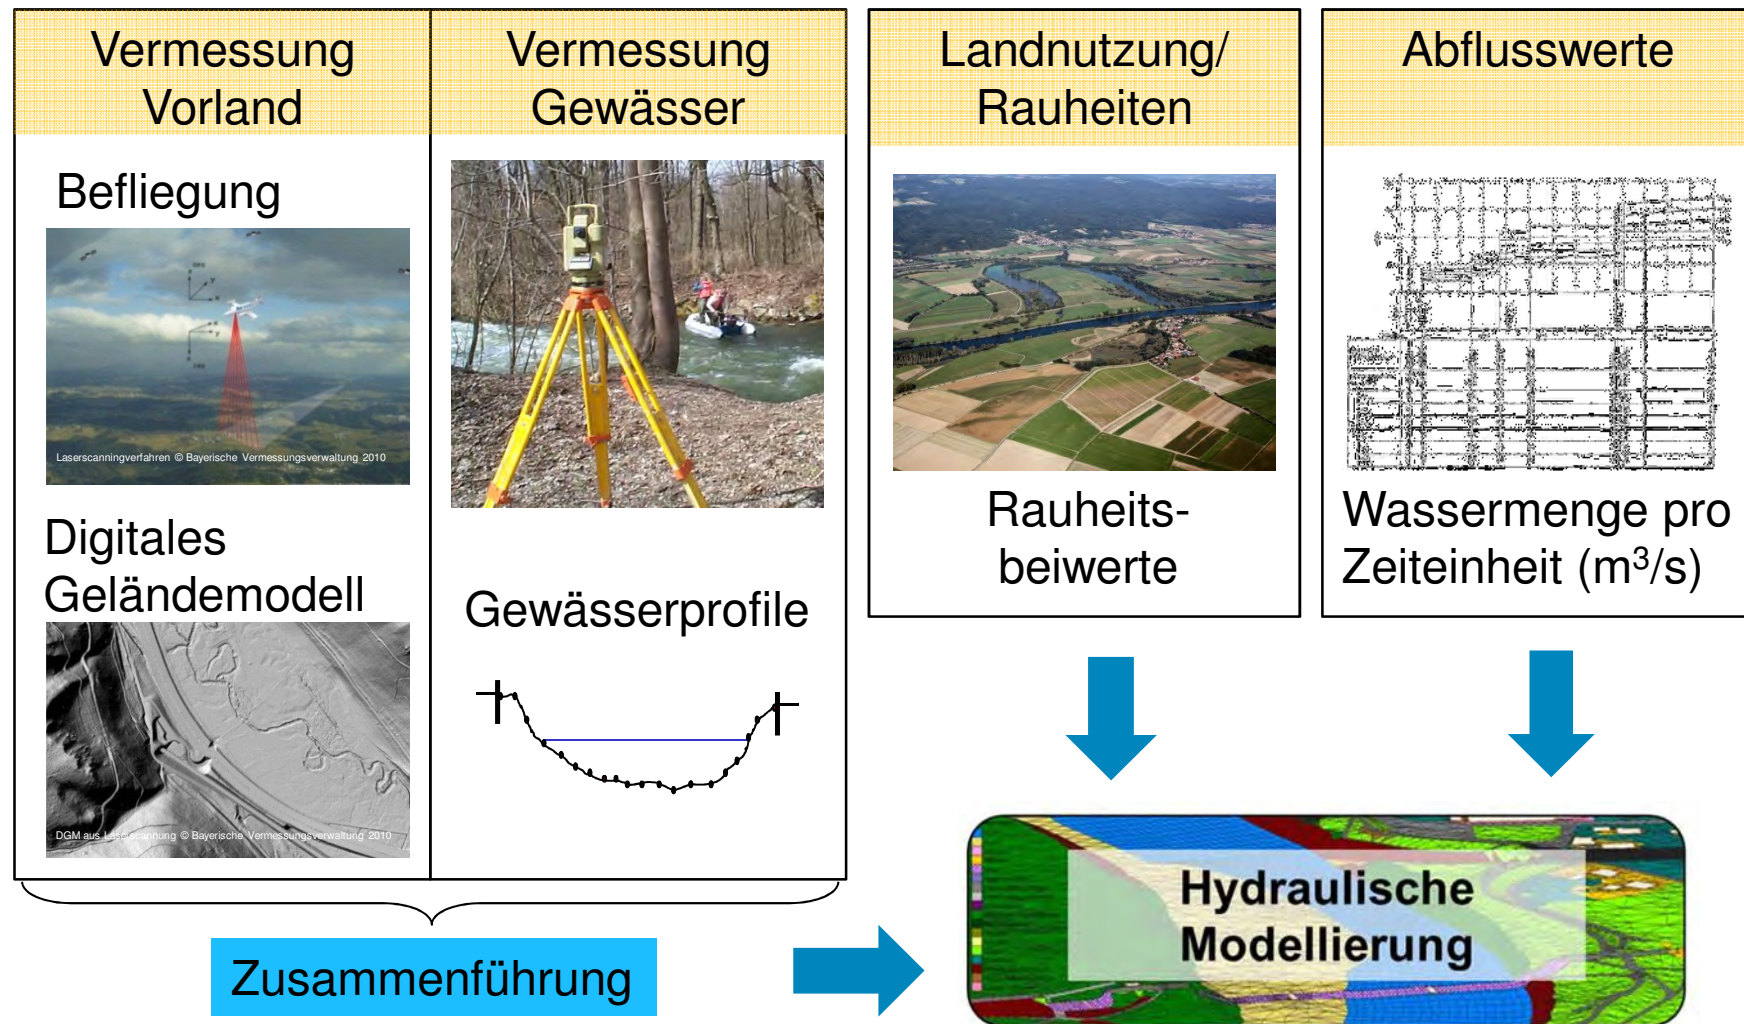 Vermessung
Vorland
Befliegung
Laserscanningverfahren © Bayerische Vermessungsverwaltung 2010
Digitales
Geländemodell
DGM aus Laserscannung © Bayerische Vermessungsverwaltung 2010
Vermessung
Gewässer
Gewässerprofile
Zusammenführung
Landnutzung/
Rauheiten
Rauheits-
beiwerte
Abflusswerte
Wassermenge pro
Zeiteinheit (m³/s)
Hydraulische
Modellierung